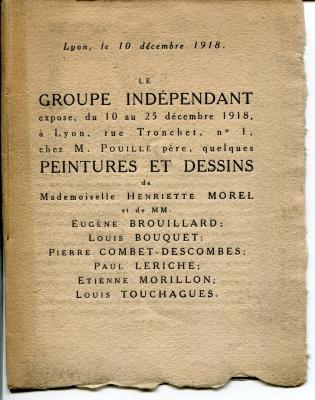 Lyon, le 10 décembre 1918.
LE
GROUPE INDÉPENDANT
expose, du 10 au 25 décembre 1918,
à Lyon, rue Tronchet, nº 1,
chez M. POUILLE père, quelques
PEINTURES ET DESSINS
de
Mademoiselle HENRIETTE MOREL
et de MM.
EUGÈNE BROUILLARD;
LOUIS BOUQUET;
PIERRE COMBET-DESCOMBES;
PAUL LERICHE;
ETIENNE MORILLON;
LOUIS TOUCHAGUES.